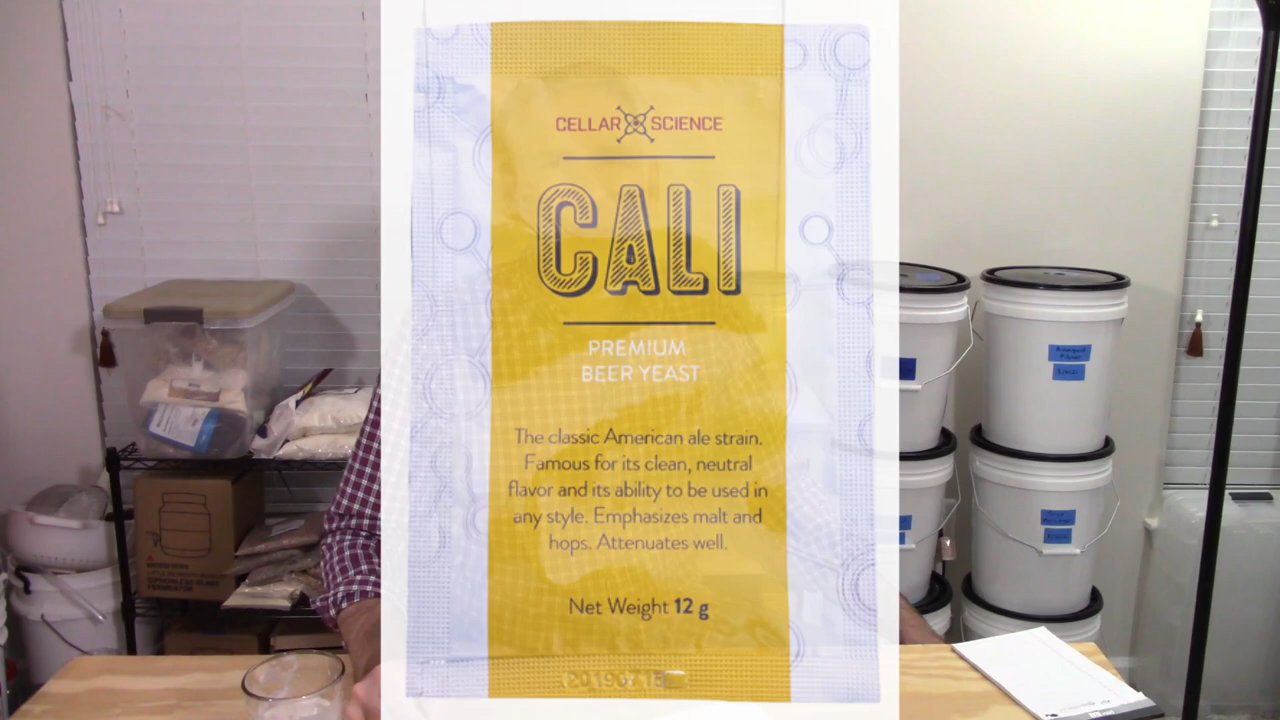 CELLAR SCIENCE
CALI
PREMIUM
BEER YEAST
The classic American ale strain.
Famous for its clean, neutral
flavor and its ability to be used in
any style. Emphasizes malt and
hops. Attenuates well.
Net Weight 12 g